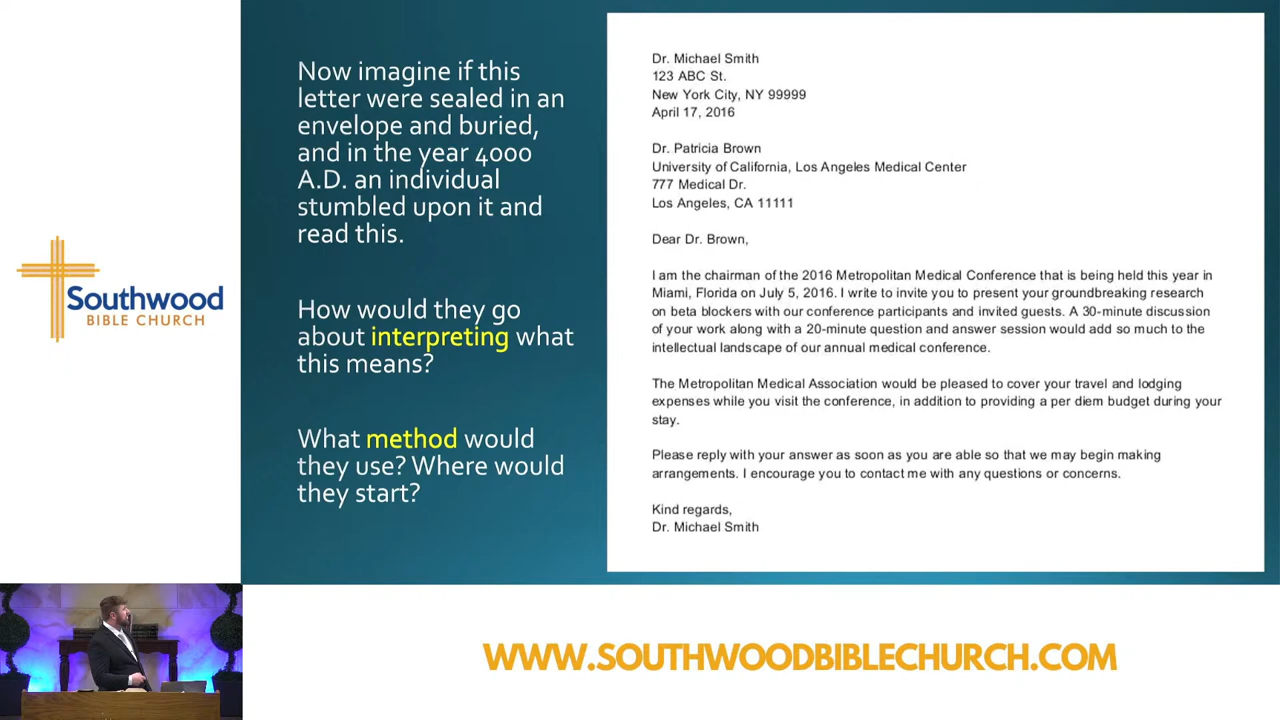 Now imagine if this
letter were sealed in an
envelope and buried,
and in the year 4000
A.D. an individual
stumbled upon it and
read this.
How would they go
about interpreting what
this means?
What method would
they use? Where would
they start?
Dr. Michael Smith
123 ABC St.
New York City, NY 99999
April 17, 2016
Dr. Patricia Brown
University of California, Los Angeles Medical Center
777 Medical Dr.
Los Angeles, CA 11111
Dear Dr. Brown,
I am the chairman of the 2016 Metropolitan Medical Conference that is being held this year in
Miami, Florida on July 5, 2016. I write to invite you to present your groundbreaking research
on beta blockers with our conference participants and invited guests. A 30-minute discussion
of your work along with a 20-minute question and answer session would add so much to the
intellectual landscape of our annual medical conference.
The Metropolitan Medical Association would be pleased to cover your travel and lodging
expenses while you visit the conference, in addition to providing a per diem budget during your
stay.
Please reply with your answer as soon as you are able so that we may begin making
arrangements. I encourage you to contact me with any questions or concerns.
Kind regards,
Dr. Michael Smith
Southwood
BIBLE CHURCH
WWW.SOUTHWOODBIBLECHURCH.COM